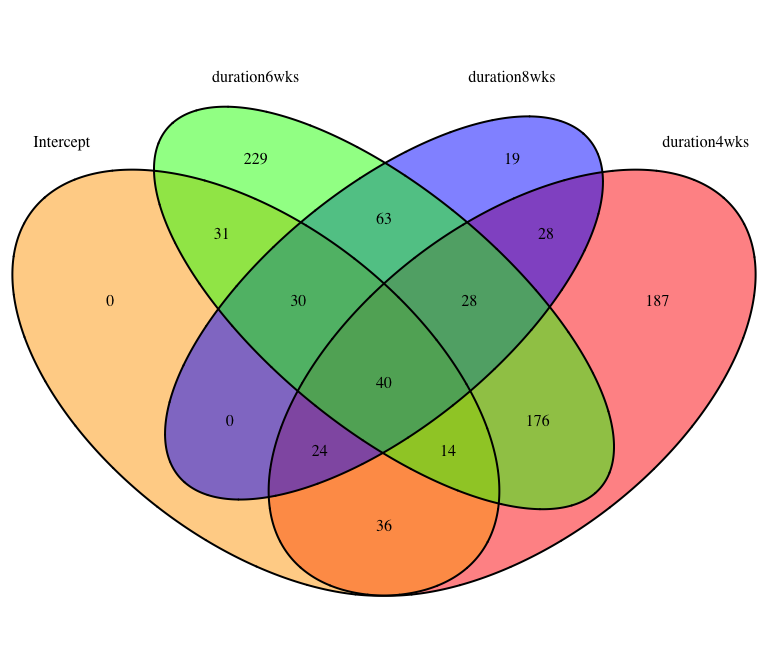 duration6wks duration8wks
Intercept duration4wks
229 19
63
31 28
0 30 28 187
40
0 176
24 14
36